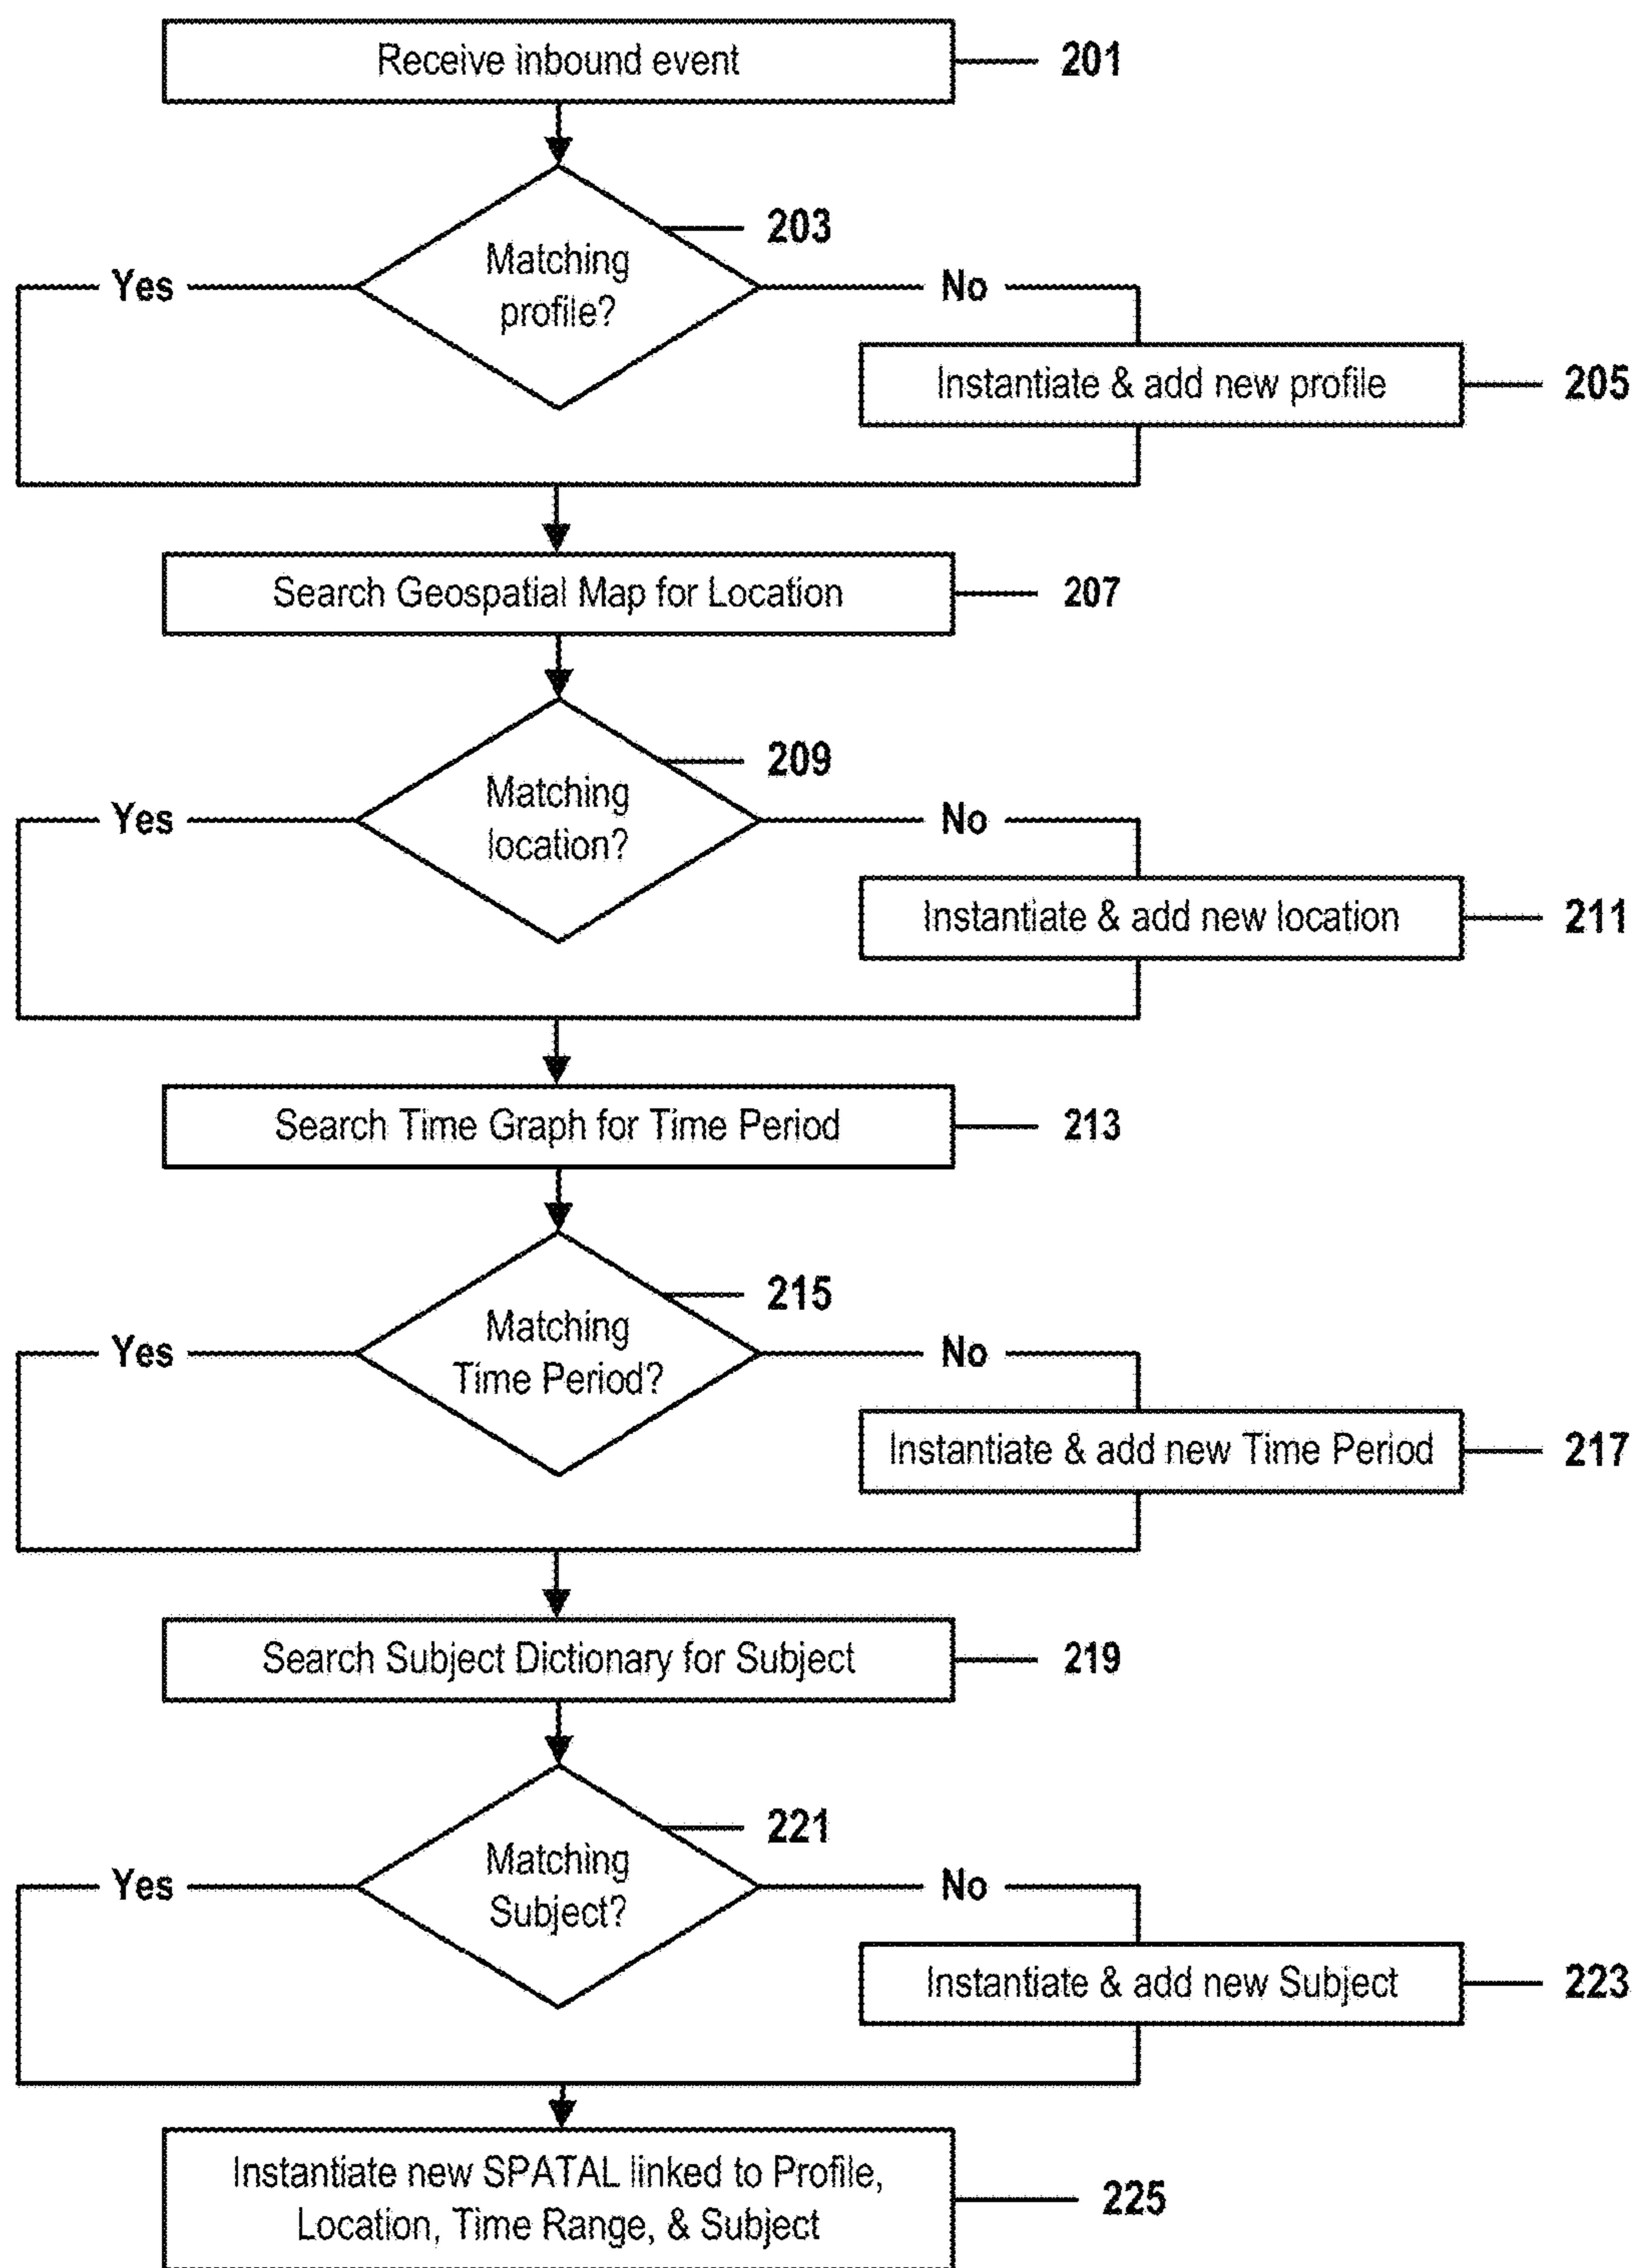 Receive inbound event
201
203
Matching
profile?
Yes
No
Instantiate & add new profile
205
Search Geospatial Map for Location
207
209
Matching
location?
Yes
No
Instantiate & add new location
211
Search Time Graph for Time Period
213
215
Matching
Time Period?
Yes
No
Instantiate & add new Time Period
217
Search Subject Dictionary for Subject
219
221
Matching
Subject?
Yes
No
Instantiate & add new Subject
223
Instantiate new SPATAL linked to Profile,
Location, Time Range, & Subject
225